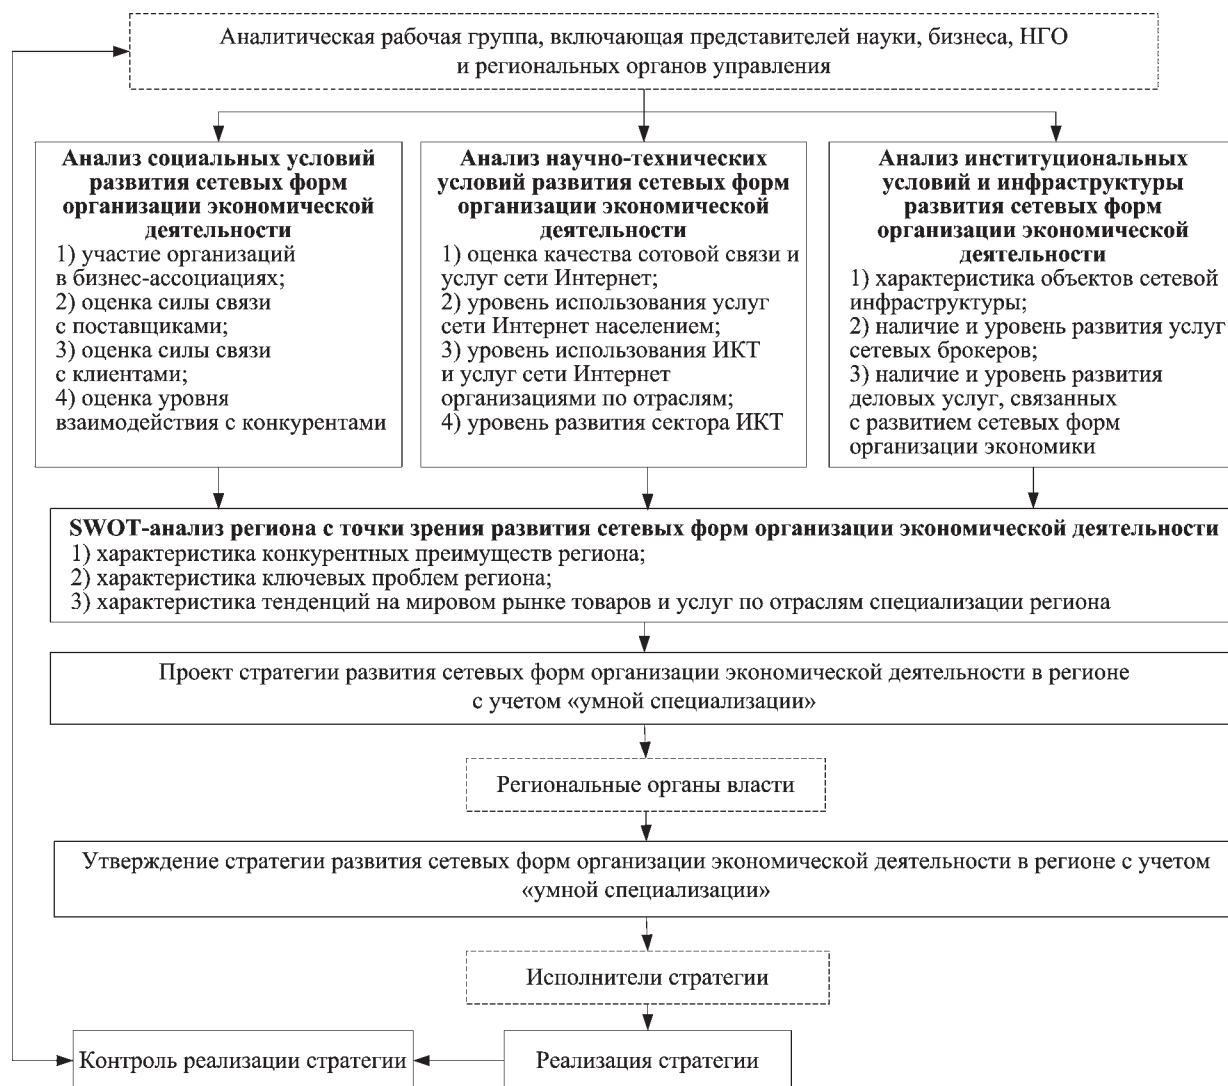 Аналитическая рабочая группа, включающая представителей науки, бизнеса, НГО
и региональных органов управления
Анализ социальных условий
развития сетевых форм
организации экономической
деятельности
1) участие организаций
в бизнес-ассоциациях;
2) оценка силы связи
с поставщиками;
3) оценка силы связи
с клиентами;
4) оценка уровня
взаимодействия с конкурентами
Анализ научно-технических
условий развития сетевых форм
организации экономической
деятельности
1) оценка качества сотовой связи и
услуг сети Интернет;
2) уровень использования услуг
сети Интернет населением;
3) уровень использования ИКТ
и услуг сети Интернет
организациями по отраслям;
4) уровень развития сектора ИКТ
Анализ институциональных
условий и инфраструктуры
развития сетевых форм
организации экономической
деятельности
1) характеристика объектов сетевой
инфраструктуры;
2) наличие и уровень развития услуг
сетевых брокеров;
3) наличие и уровень развития
деловых услуг, связанных
с развитием сетевых форм
организации экономики
SWOT-анализ региона с точки зрения развития сетевых форм организации экономической деятельности
1) характеристика конкурентных преимуществ региона;
2) характеристика ключевых проблем региона;
3) характеристика тенденций на мировом рынке товаров и услуг по отраслям специализации региона
Проект стратегии развития сетевых форм организации экономической деятельности в регионе
с учетом «умной специализации»
Региональные органы власти
Утверждение стратегии развития сетевых форм организации экономической деятельности в регионе с учетом
«умной специализации»
Исполнители стратегии
Контроль реализации стратегии
Реализация стратегии